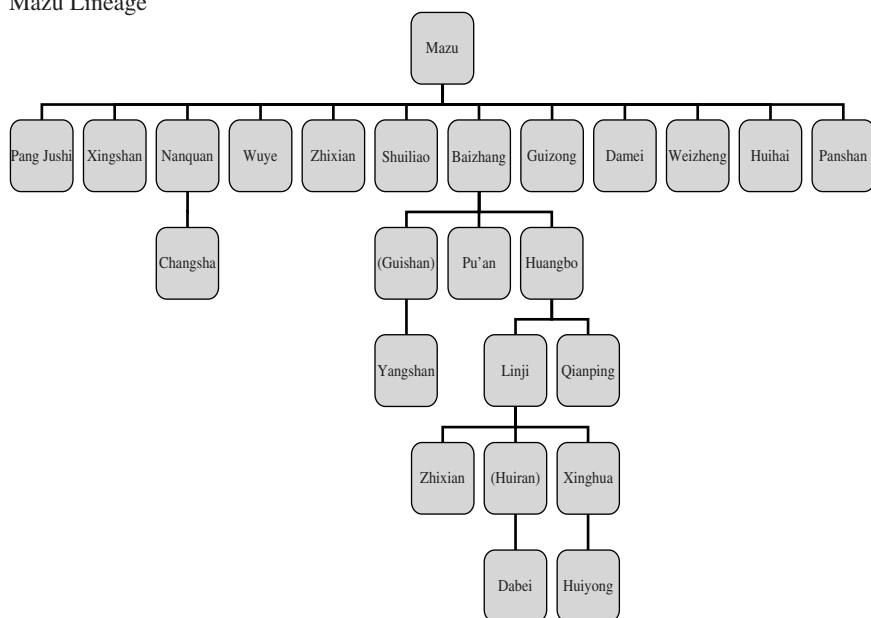 Mazu Lineage
Mazu
Pang Jushi Xingshan Nanquan Wuye Zhixian Shuiliao Baizhang Guizong Damei Weizheng Huihai Panshan
Changsha (Guishan) Pu'an Huangbo
Yangshan Linji Qianping
Zhixian (Huiran) Xinghua
Dabei Huiyong